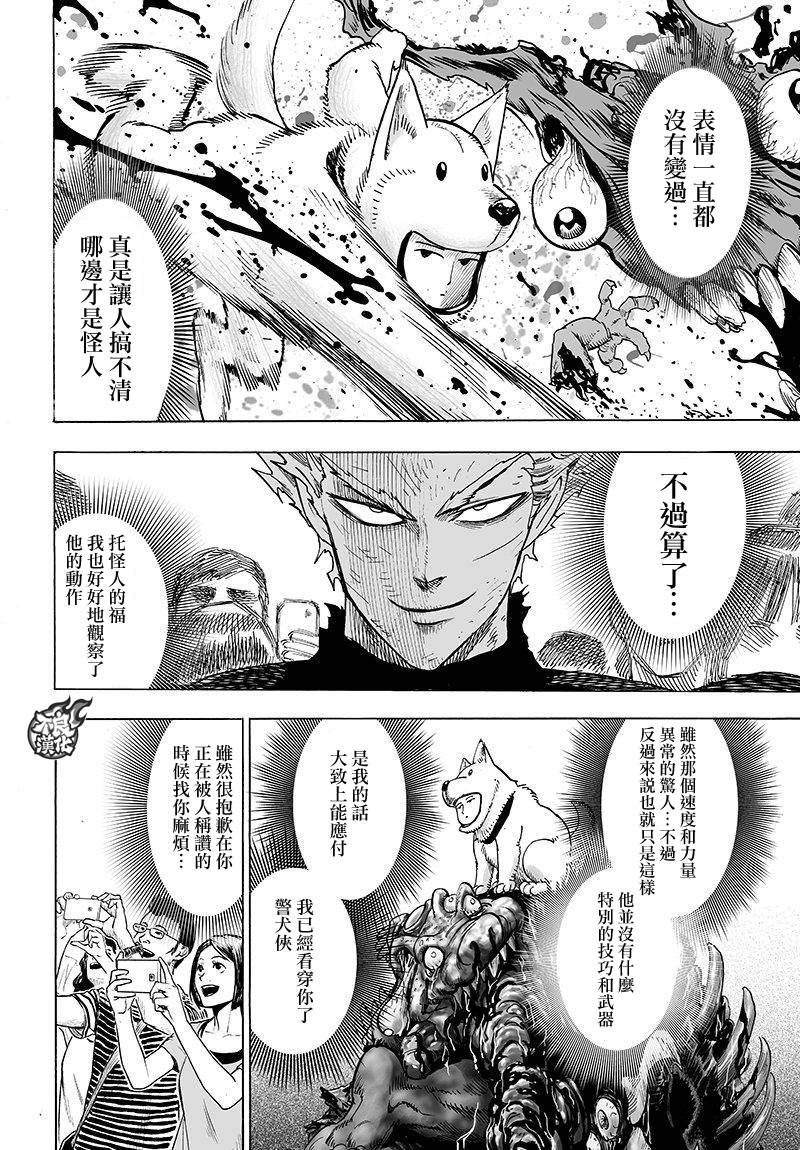 表情一直都
沒有變過…
真是讓人搞不清
哪邊才是怪人
不過算了…
托怪人的福
我也好好地觀察了
他的動作
雖然那個速度和力量
異常的驚人…不過
反過來說也就只是這樣
他並沒有什麼
特別的技巧和武器
是我的話
大致上能應付
我已經看穿你了
警犬俠
雖然很抱歉在你
正在被人稱讚的
時候找你麻煩…
不良
漢化